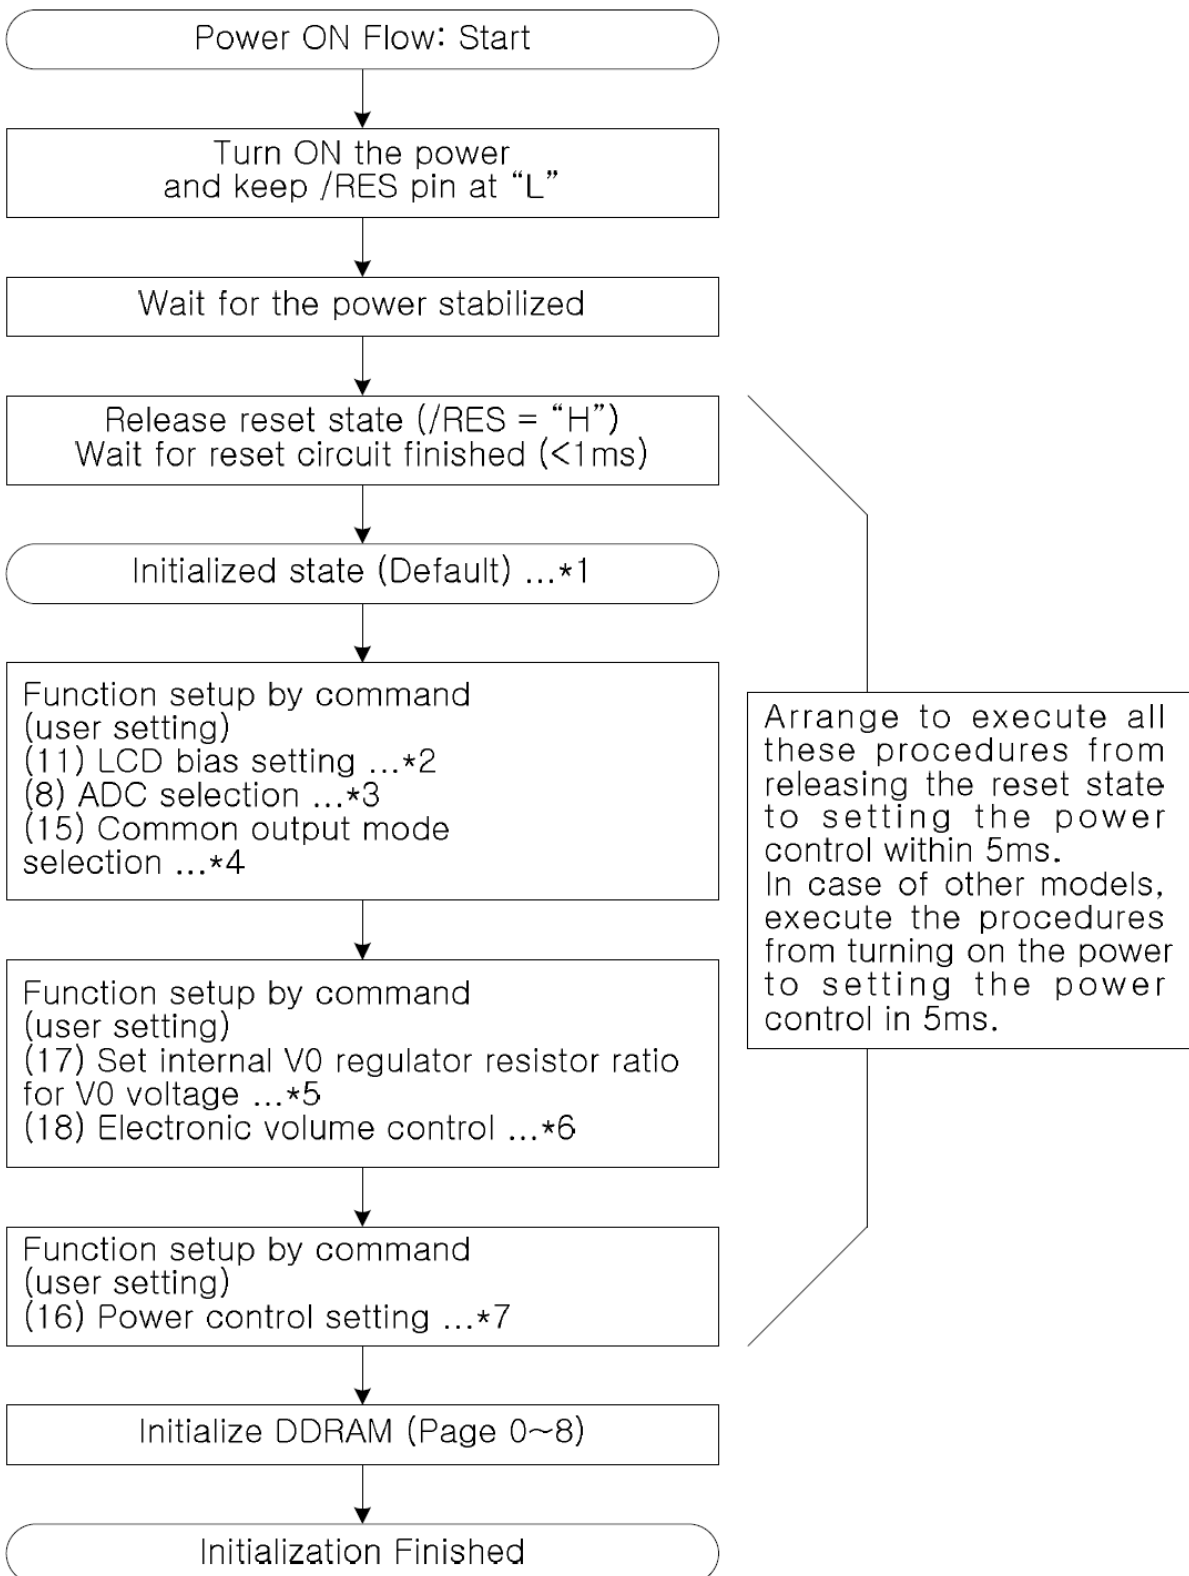 Power ON Flow: Start
Turn ON the power
and keep /RES pin at “L”
Wait for the power stabilized
Release reset state (/RES = “H”)
Wait for reset circuit finished (<1ms)
Initialized state (Default) ...*1
Function setup by command
(user setting)
(11) LCD bias setting ...*2
(8) ADC selection ...*3
(15) Common output mode
selection ...*4
Function setup by command
(user setting)
(17) Set internal V0 regulator resistor ratio
for V0 voltage ...*5
(18) Electronic volume control ...*6
Function setup by command
(user setting)
(16) Power control setting ...*7
Initialize DDRAM (Page 0~8)
Initialization Finished
Arrange to execute all
these procedures from
releasing the reset state
to setting the power
control within 5ms.
In case of other models,
execute the procedures
from turning on the power
to setting the power
control in 5ms.